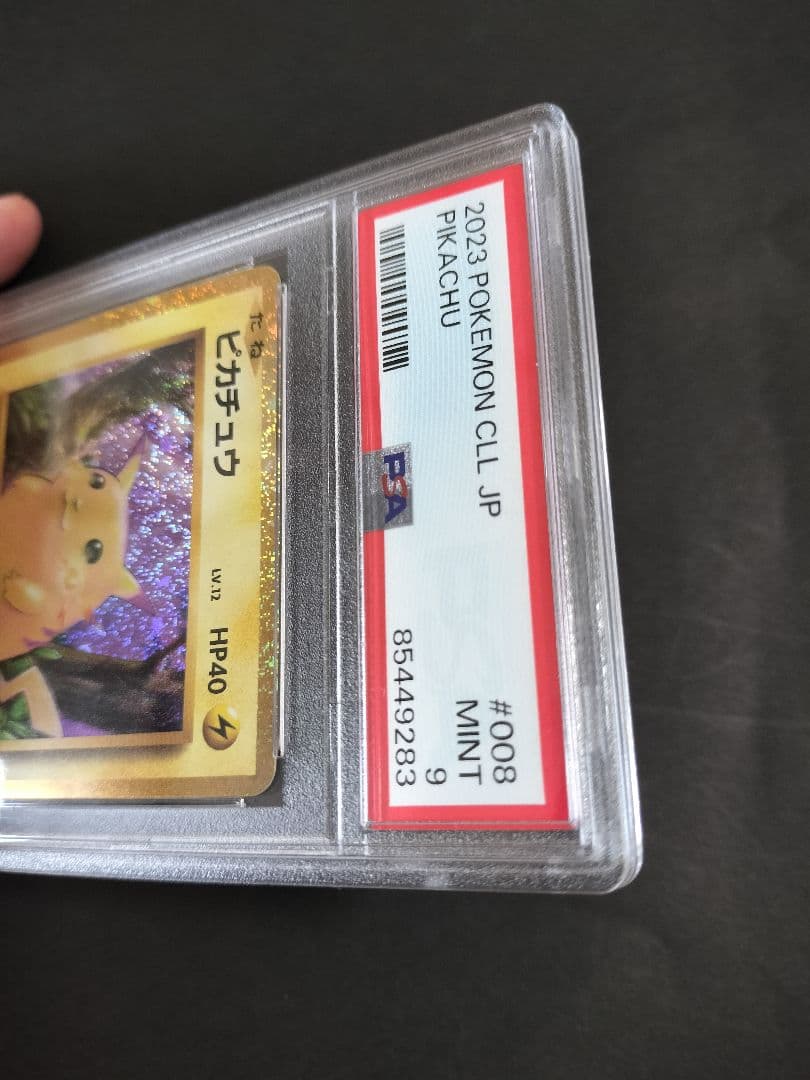 2023 POKEMON CLL JP #008
PIKACHU MINT 9
PSA 85449283
たね
ピカチュウ LV.12 HP40